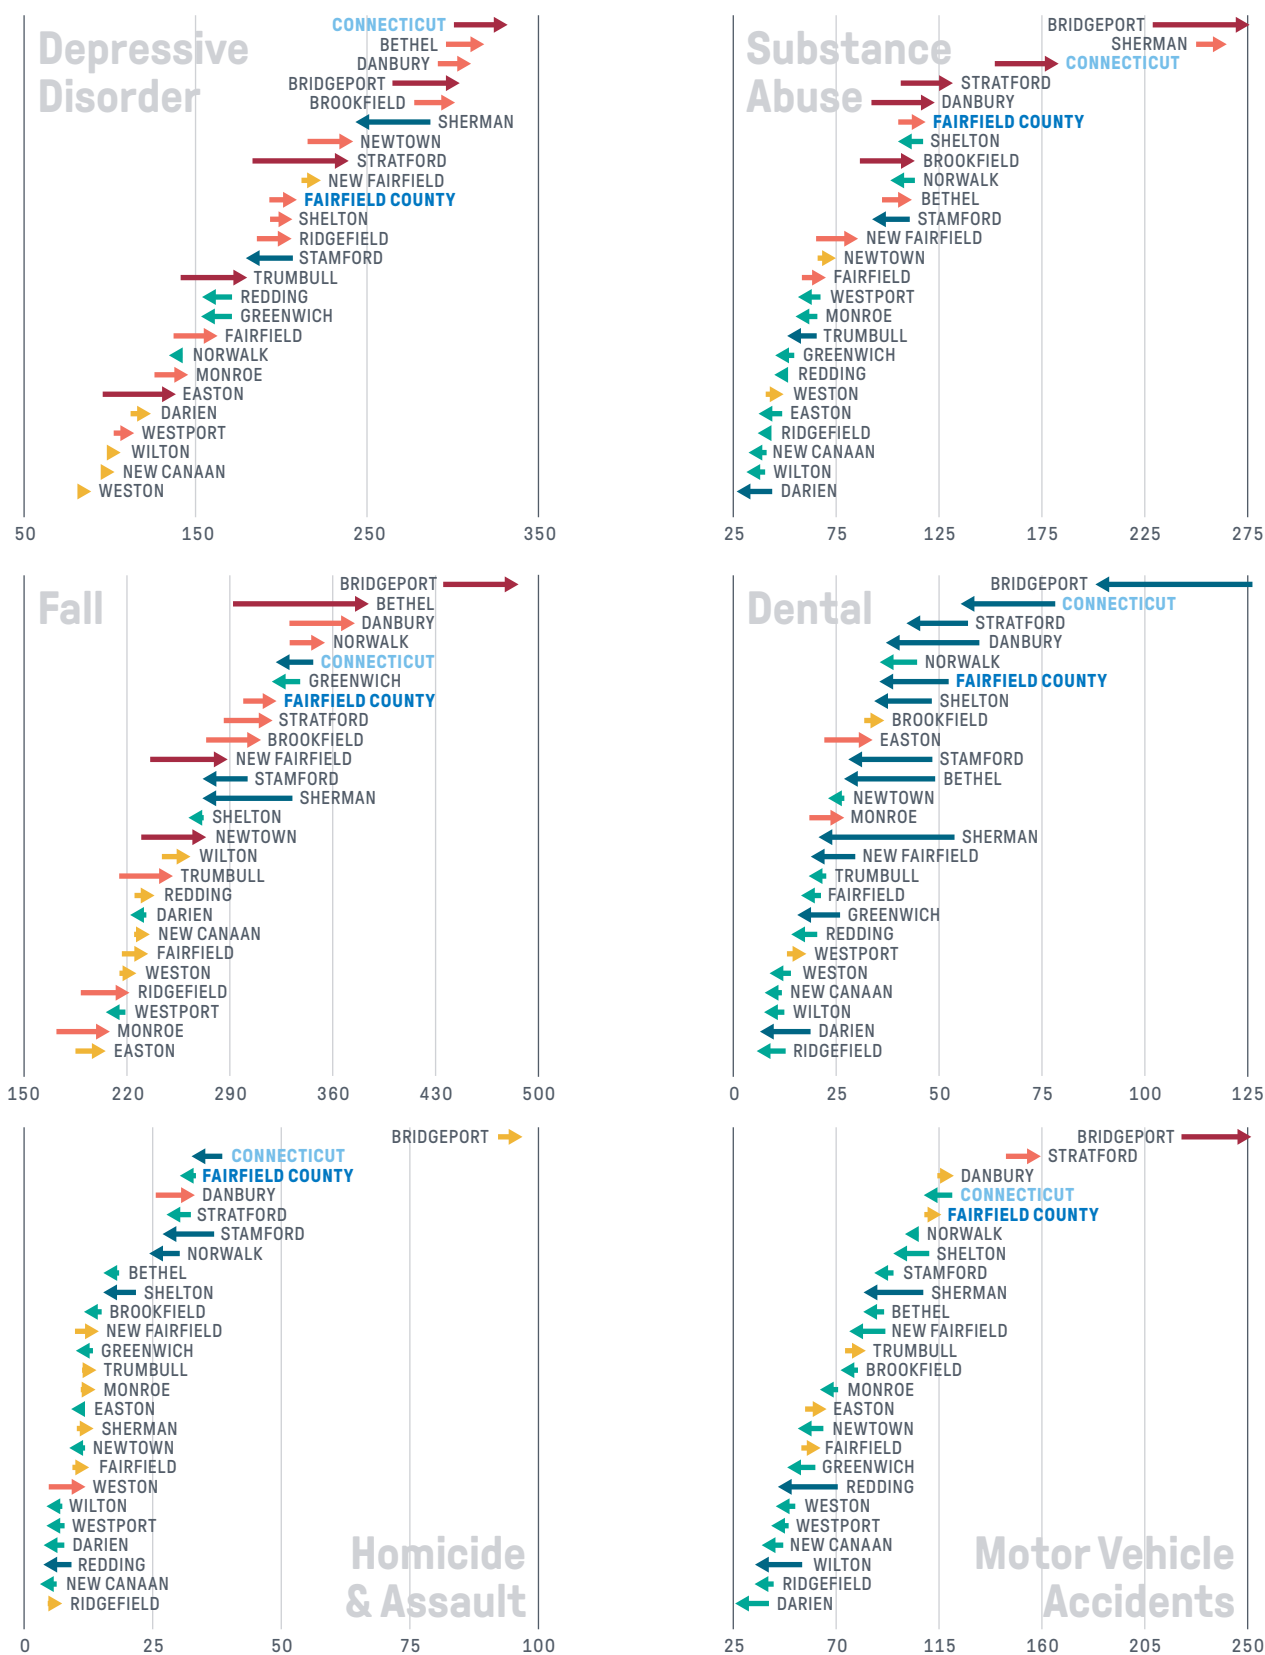 Depressive
Disorder
CONNECTICUT
BETHEL
DANBURY
BRIDGEPORT
BROOKFIELD
SHERMAN
NEWTOWN
STRATFORD
NEW FAIRFIELD
FAIRFIELD COUNTY
SHELTON
RIDGEFIELD
STAMFORD
TRUMBULL
REDDING
GREENWICH
FAIRFIELD
NORWALK
MONROE
EASTON
DARIEN
WESTPORT
WILTON
NEW CANAAN
WESTON
50 150 250 350
Substance
Abuse
BRIDGEPORT
SHERMAN
CONNECTICUT
STRATFORD
DANBURY
FAIRFIELD COUNTY
SHELTON
BROOKFIELD
NORWALK
BETHEL
STAMFORD
NEW FAIRFIELD
NEWTOWN
FAIRFIELD
WESTPORT
MONROE
TRUMBULL
GREENWICH
REDDING
WESTON
EASTON
RIDGEFIELD
NEW CANAAN
WILTON
DARIEN
25 75 125 175 225 275
Fall
BRIDGEPORT
BETHEL
DANBURY
NORWALK
CONNECTICUT
GREENWICH
FAIRFIELD COUNTY
STRATFORD
BROOKFIELD
NEW FAIRFIELD
STAMFORD
SHERMAN
SHELTON
NEWTOWN
WILTON
TRUMBULL
REDDING
DARIEN
NEW CANAAN
FAIRFIELD
WESTON
RIDGEFIELD
WESTPORT
MONROE
EASTON
150 220 290 360 430 500
Dental
BRIDGEPORT
CONNECTICUT
STRATFORD
DANBURY
NORWALK
FAIRFIELD COUNTY
SHELTON
BROOKFIELD
EASTON
STAMFORD
BETHEL
NEWTOWN
MONROE
SHERMAN
NEW FAIRFIELD
TRUMBULL
FAIRFIELD
GREENWICH
REDDING
WESTPORT
WESTON
NEW CANAAN
WILTON
DARIEN
RIDGEFIELD
0 25 50 75 100 125
BRIDGEPORT
CONNECTICUT
FAIRFIELD COUNTY
DANBURY
STRATFORD
STAMFORD
NORWALK
BETHEL
SHELTON
BROOKFIELD
NEW FAIRFIELD
GREENWICH
TRUMBULL
MONROE
EASTON
SHERMAN
NEWTOWN
FAIRFIELD
WESTON
WILTON
WESTPORT
DARIEN
REDDING
NEW CANAAN
RIDGEFIELD
Homicide
& Assault
0 25 50 75 100
BRIDGEPORT
STRATFORD
DANBURY
CONNECTICUT
FAIRFIELD COUNTY
NORWALK
SHELTON
STAMFORD
SHERMAN
BETHEL
NEW FAIRFIELD
TRUMBULL
BROOKFIELD
MONROE
EASTON
NEWTOWN
FAIRFIELD
GREENWICH
REDDING
WESTON
WESTPORT
NEW CANAAN
WILTON
RIDGEFIELD
DARIEN
Motor Vehicle
Accidents
25 70 115 160 205 250